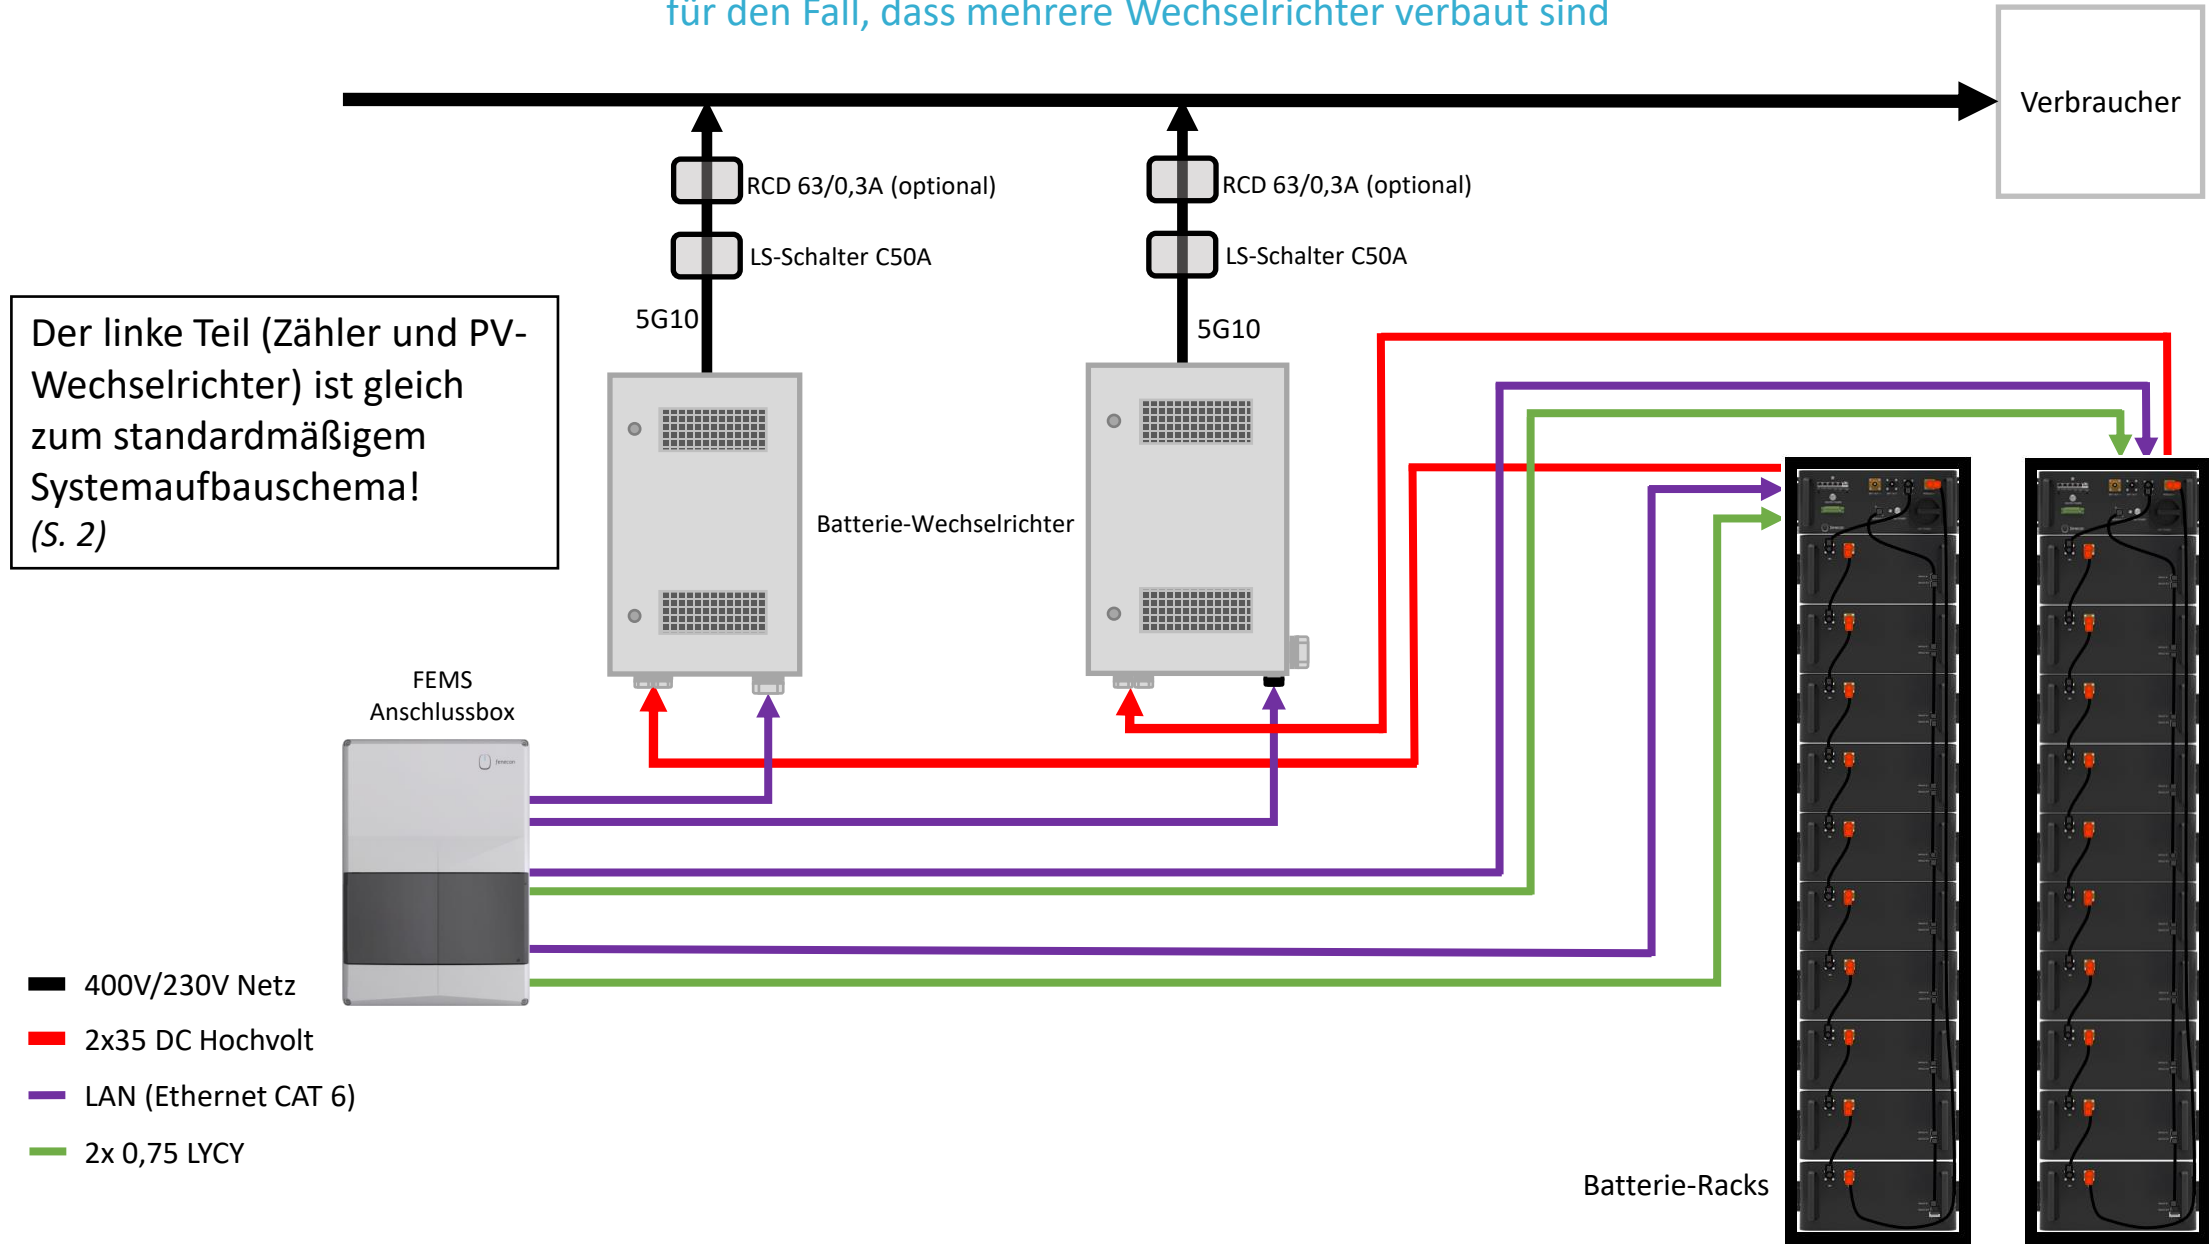 für den Fall, dass mehrere Wechselrichter verbaut sind
Verbraucher
RCD 63/0,3A (optional)
RCD 63/0,3A (optional)
LS-Schalter C50A
LS-Schalter C50A
5G10
5G10
Der linke Teil (Zähler und PV-
Wechselrichter) ist gleich
zum standardmäßigem
Systemaufbauschema!
(S. 2)
Batterie-Wechselrichter
FEMS
Anschlussbox
fenecon
400V/230V Netz
2x35 DC Hochvolt
LAN (Ethernet CAT 6)
2x 0,75 LYCY
Batterie-Racks